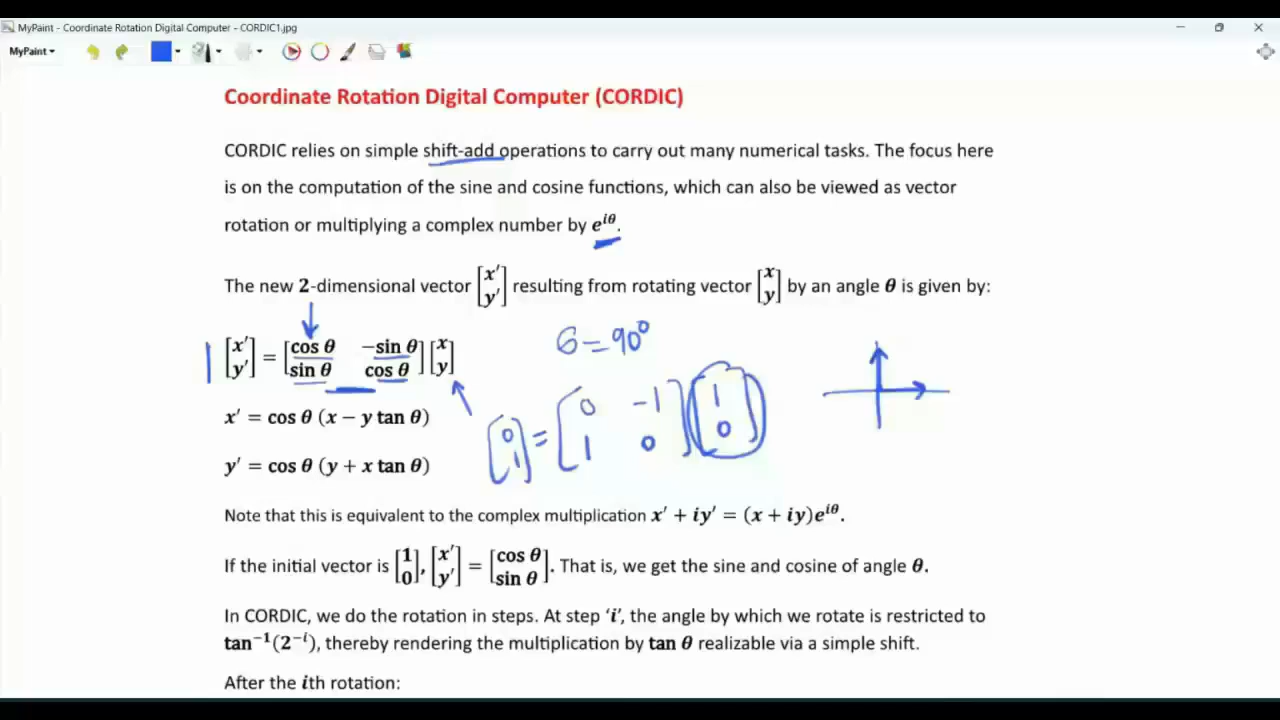 MyPaint - Coordinate Rotation Digital Computer - CORDIC1.jpg
MyPaint
Coordinate Rotation Digital Computer (CORDIC)
CORDIC relies on simple shift-add operations to carry out many numerical tasks. The focus here
is on the computation of the sine and cosine functions, which can also be viewed as vector
rotation or multiplying a complex number by e^{iθ}.
The new 2-dimensional vector [x' y'] resulting from rotating vector [x y] by an angle θ is given by:
[x' y'] = [cos θ −sin θ sin θ cos θ] [x y]
θ = 90°
[0 1] = [0 −1 1 0] [1 0]
x' = cos θ (x − y tan θ)
y' = cos θ (y + x tan θ)
Note that this is equivalent to the complex multiplication x' + iy' = (x + iy)e^{iθ}.
If the initial vector is [1 0], [x' y'] = [cos θ sin θ]. That is, we get the sine and cosine of angle θ.
In CORDIC, we do the rotation in steps. At step 'i', the angle by which we rotate is restricted to
tan⁻¹(2⁻ⁱ), thereby rendering the multiplication by tan θ realizable via a simple shift.
After the ith rotation: